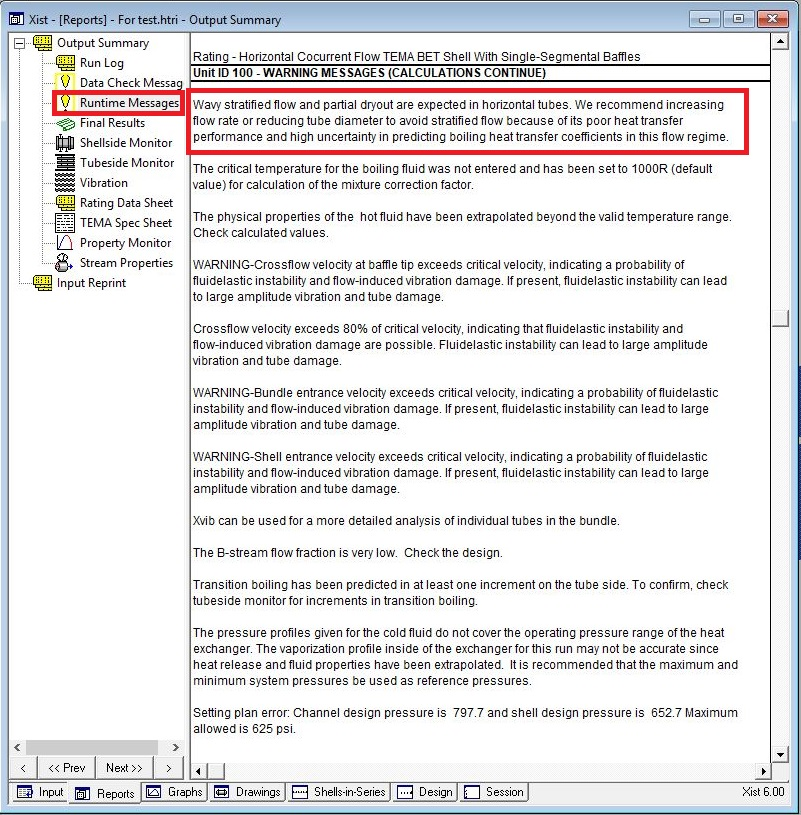 Xist - [Reports] - For test.htri - Output Summary
Output Summary
Run Log
Data Check Messag
Runtime Messages
Final Results
Shellside Monitor
Tubeside Monitor
Vibration
Rating Data Sheet
TEMA Spec Sheet
Property Monitor
Stream Properties
Input Reprint
Rating - Horizontal Cocurrent Flow TEMA BET Shell With Single-Segmental Baffles
Unit ID 100 - WARNING MESSAGES (CALCULATIONS CONTINUE)
Wavy stratified flow and partial dryout are expected in horizontal tubes. We recommend increasing
flow rate or reducing tube diameter to avoid stratified flow because of its poor heat transfer
performance and high uncertainty in predicting boiling heat transfer coefficients in this flow regime.
The critical temperature for the boiling fluid was not entered and has been set to 1000R (default
value) for calculation of the mixture correction factor.
The physical properties of the hot fluid have been extrapolated beyond the valid temperature range.
Check calculated values.
WARNING-Crossflow velocity at baffle tip exceeds critical velocity, indicating a probability of
fluidelastic instability and flow-induced vibration damage. If present, fluidelastic instability can lead
to large amplitude vibration and tube damage.
Crossflow velocity exceeds 80% of critical velocity, indicating that fluidelastic instability and
flow-induced vibration damage are possible. Fluidelastic instability can lead to large amplitude
vibration and tube damage.
WARNING-Bundle entrance velocity exceeds critical velocity, indicating a probability of fluidelastic
instability and flow-induced vibration damage. If present, fluidelastic instability can lead to large
amplitude vibration and tube damage.
WARNING-Shell entrance velocity exceeds critical velocity, indicating a probability of fluidelastic
instability and flow-induced vibration damage. If present, fluidelastic instability can lead to large
amplitude vibration and tube damage.
Xvib can be used for a more detailed analysis of individual tubes in the bundle.
The B-stream flow fraction is very low. Check the design.
Transition boiling has been predicted in at least one increment on the tube side. To confirm, check
tubeside monitor for increments in transition boiling.
The pressure profiles given for the cold fluid do not cover the operating pressure range of the heat
exchanger. The vaporization profile inside of the exchanger for this run may not be accurate since
heat release and fluid properties have been extrapolated. It is recommended that the maximum and
minimum system pressures be used as reference pressures.
Setting plan error: Channel design pressure is 797.7 and shell design pressure is 652.7 Maximum
allowed is 625 psi.
< << Prev Next >> >
Input Reports Graphs Drawings Shells-in-Series Design Session Xist 6.00